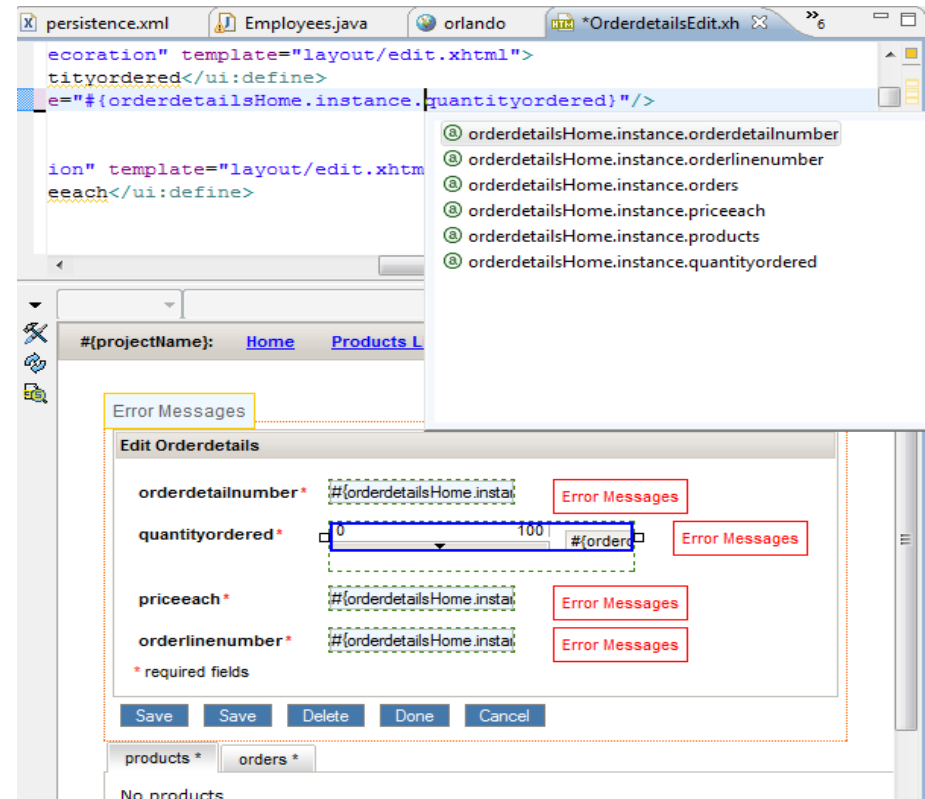 persistence.xml Employees.java orlando *OrderdetailsEdit.xh »6
ecoration" template="layout/edit.xhtml">
tityordered</ui:define>
e="#{orderdetailsHome.instance.quantityordered}"/>
orderdetailsHome.instance.orderdetailnumber
orderdetailsHome.instance.orderlinenumber
ion" template="layout/edit.xhtm
orderdetailsHome.instance.orders
eeach</ui:define>
orderdetailsHome.instance.priceeach
orderdetailsHome.instance.products
orderdetailsHome.instance.quantityordered
#{projectName}: Home Products L
Error Messages
Edit Orderdetails
orderdetailnumber* #{orderdetailsHome.instar Error Messages
quantityordered* 0 100 #{orderd Error Messages
priceeach* #{orderdetailsHome.instar Error Messages
orderlinenumber* #{orderdetailsHome.instar Error Messages
* required fields
Save Save Delete Done Cancel
products * orders *
No products